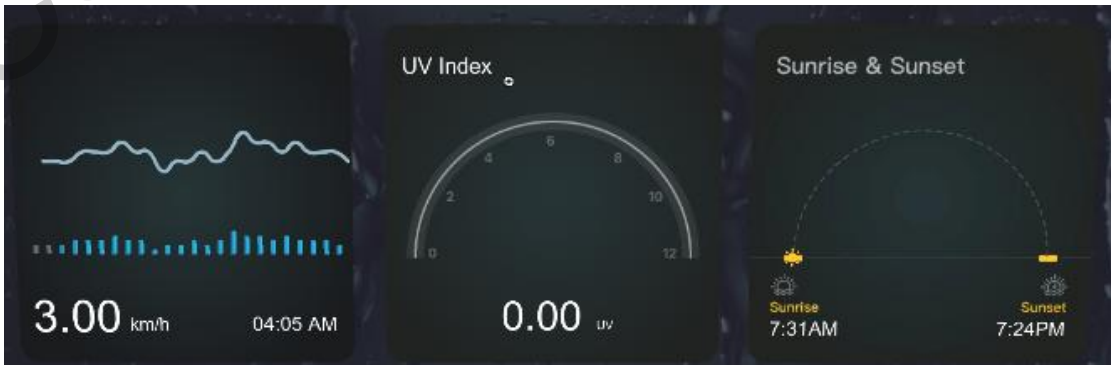 3.00 km/h
04:05 AM
UV Index
0
2
4
6
8
10
12
0.00 uv
Sunrise & Sunset
Sunrise
7:31AM
Sunset
7:24PM